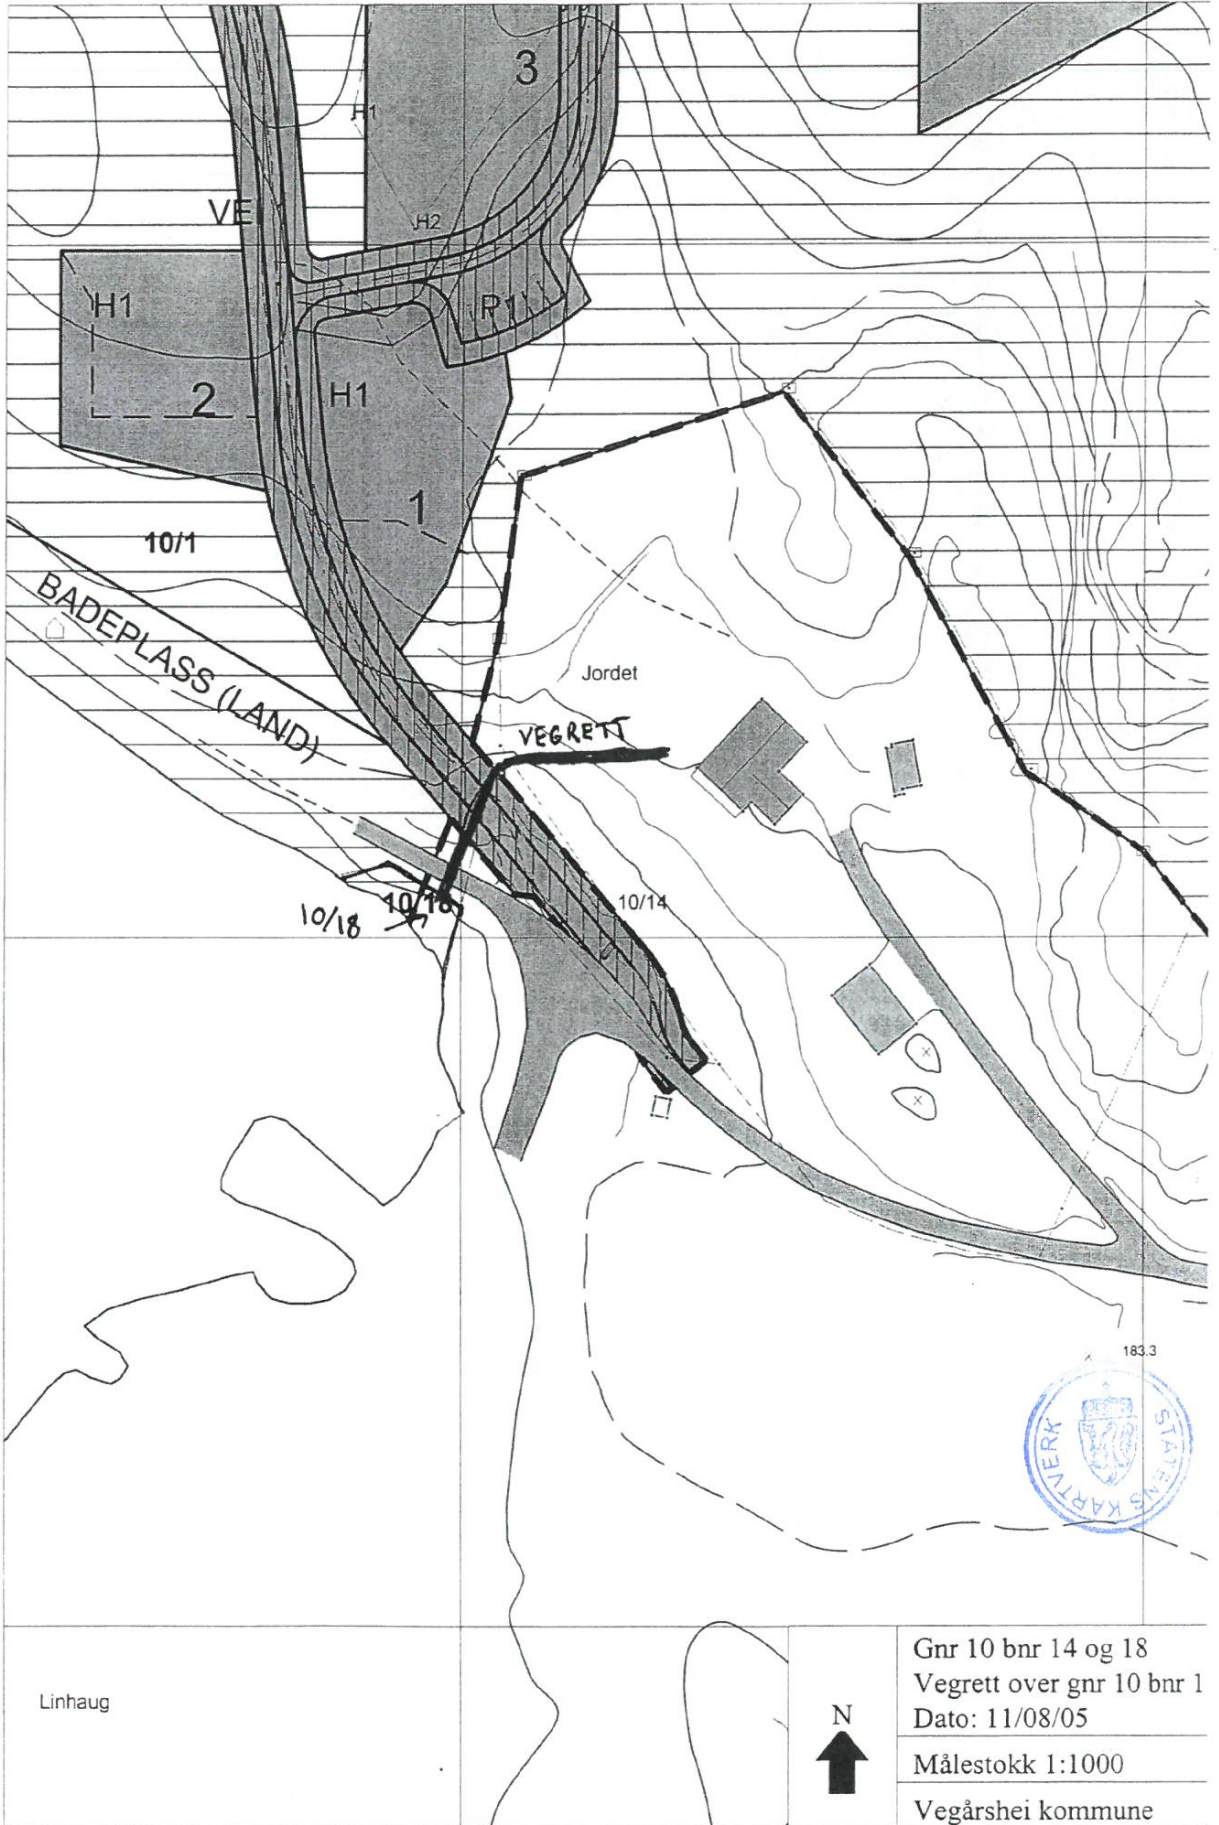 3
H1
VE
H2
H1
P1
2
H1
1
10/1
BADEPLASS (LAND)
Jordet
VEGRETT
10/18
10/14
10/18
183.3
STATENS KARTVERK
Linhaug
N
Gnr 10 bnr 14 og 18
Vegrett over gnr 10 bnr 1
Dato: 11/08/05
Målestokk 1:1000
Vegårshei kommune